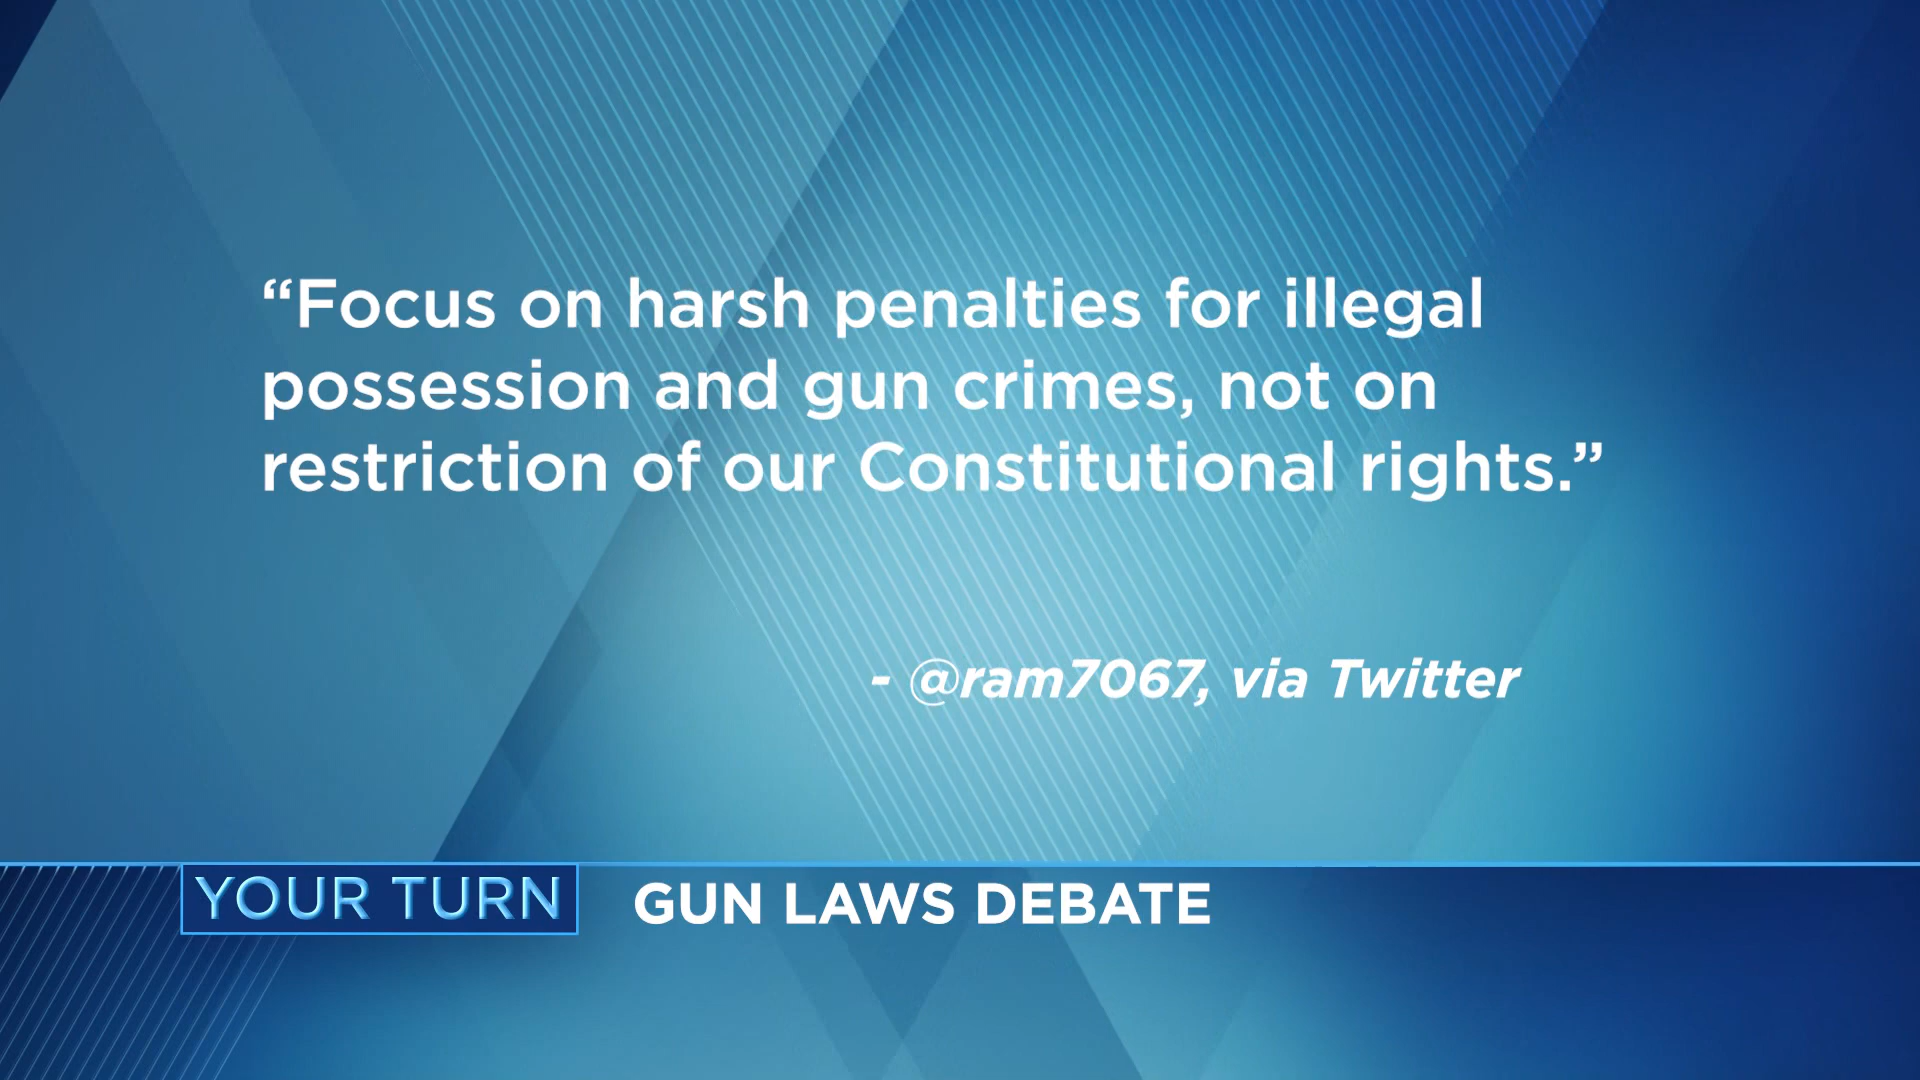 “Focus on harsh penalties for illegal
possession and gun crimes, not on
restriction of our Constitutional rights.”
- @ram7067, via Twitter
YOUR TURN
GUN LAWS DEBATE